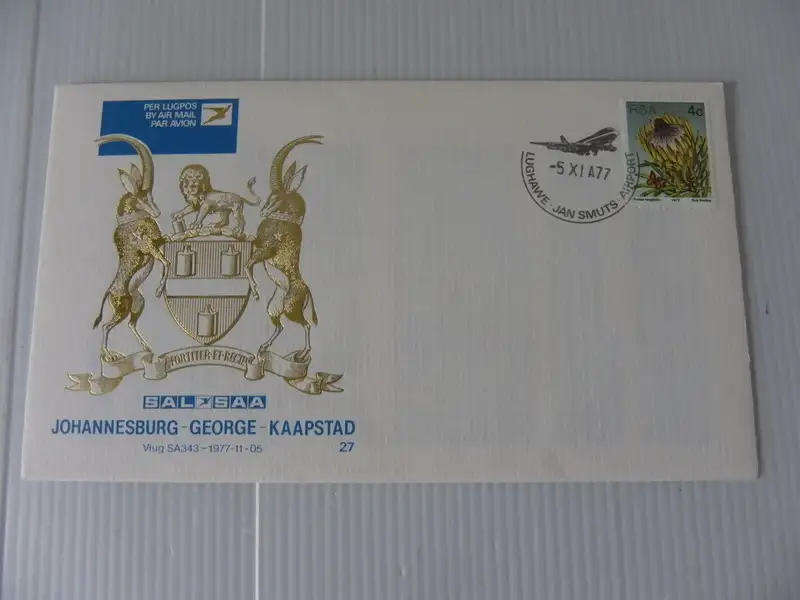 PER LUGPOS
BY AIR MAIL
PAR AVION
RSA 4c
-5 XI A77
LUGHAWE · JAN SMUTS · AIRPORT
1977
FORTITER·ET·RECTE
SAL SAA
JOHANNESBURG-GEORGE-KAAPSTAD
Vlug SA343-1977-11-05 27